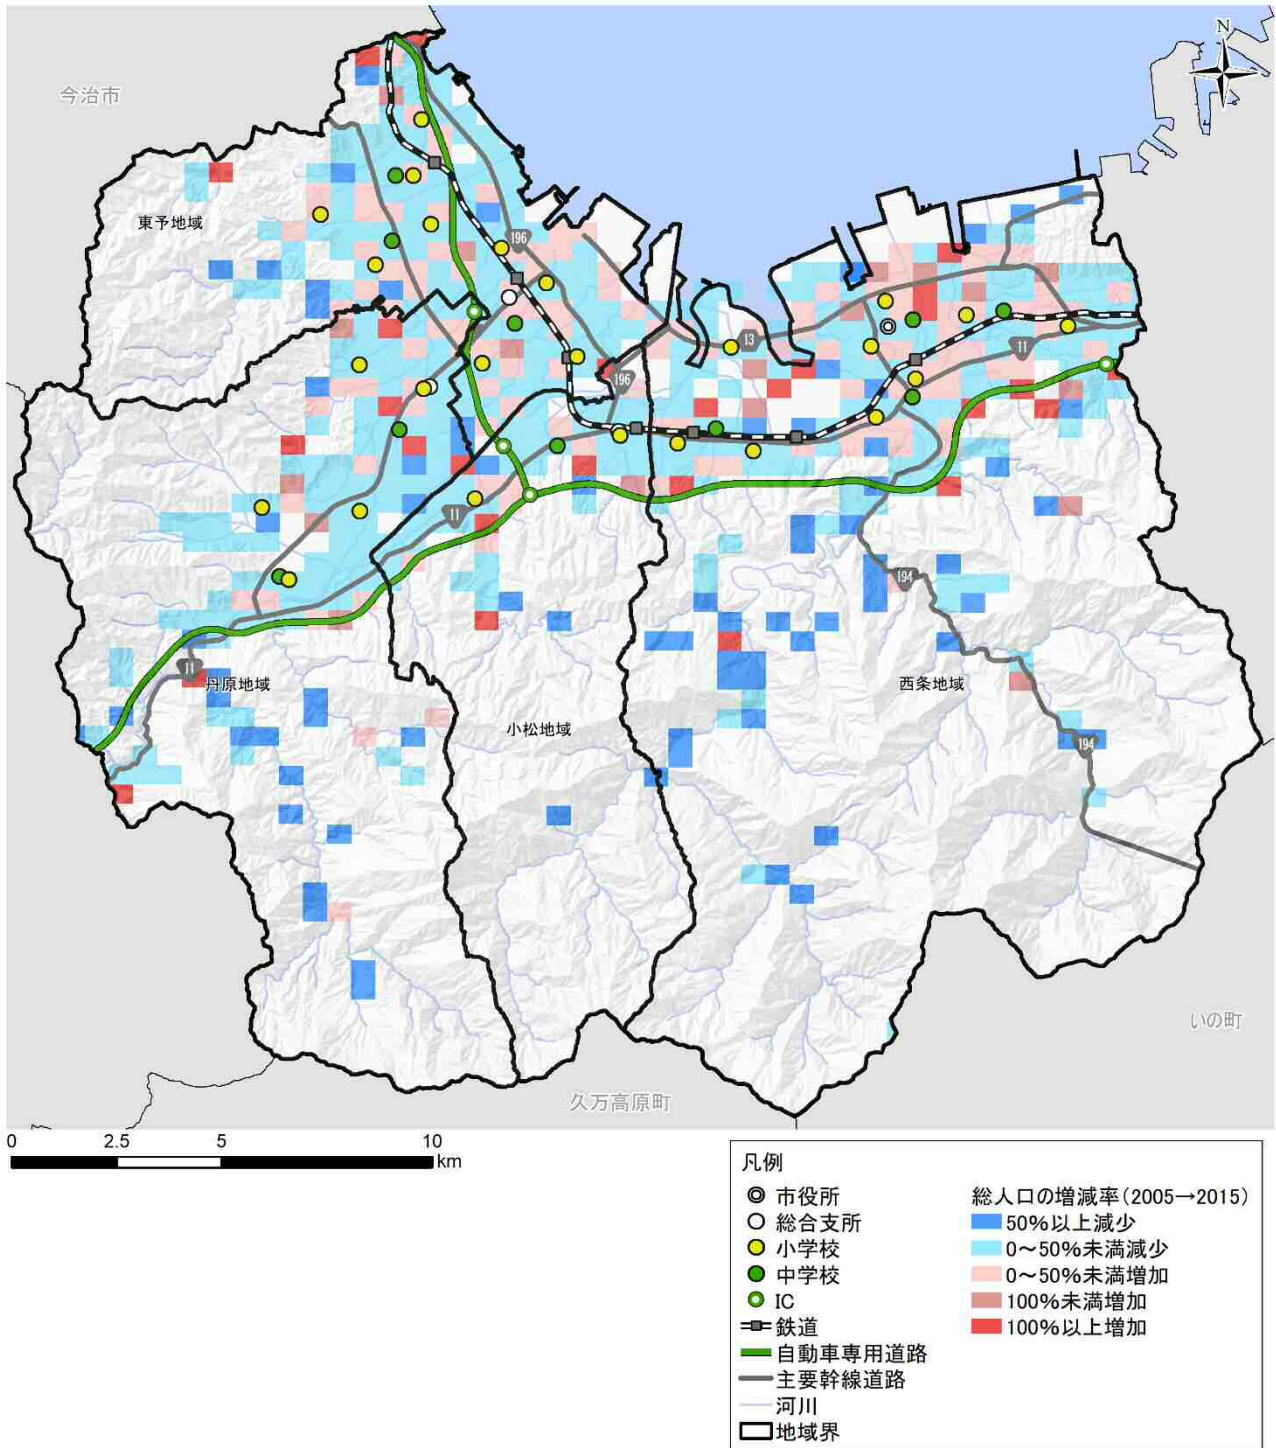 N
今治市
東予地域
196
13
11
196
11
194
11
丹原地域
西条地域
小松地域
194
いの町
久万高原町
0 2.5 5 10
km
凡例
市役所
総合支所
小学校
中学校
IC
鉄道
自動車専用道路
主要幹線道路
河川
地域界
総人口の増減率(2005→2015)
50%以上減少
0～50%未満減少
0～50%未満増加
100%未満増加
100%以上増加